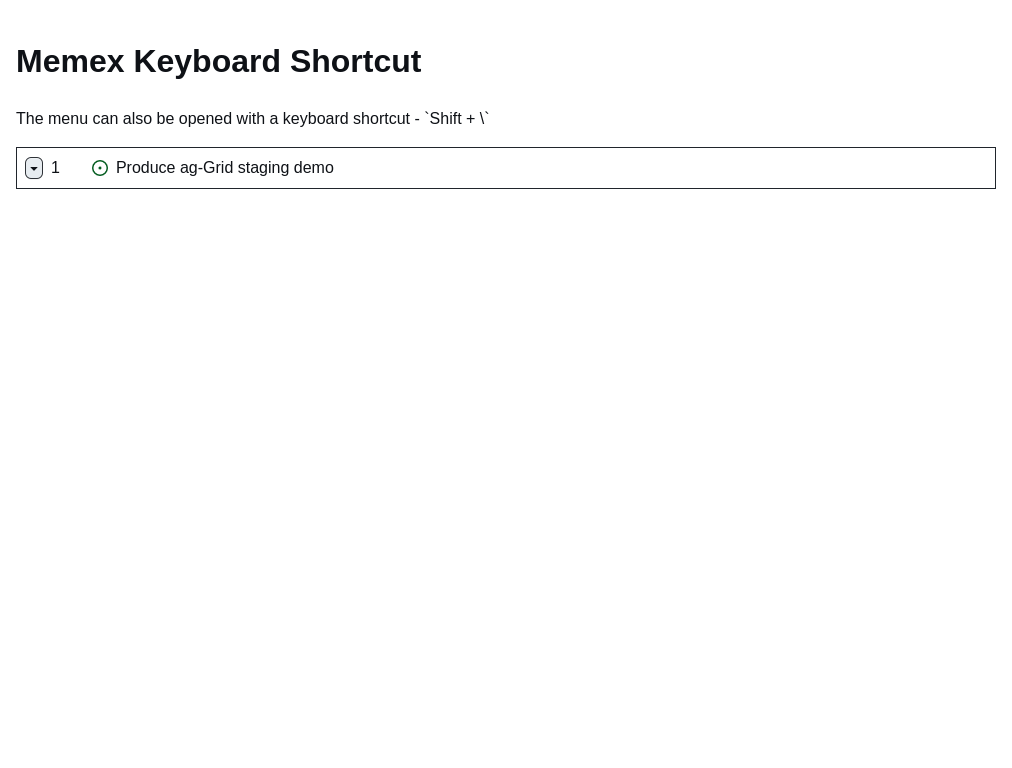 Memex Keyboard Shortcut
The menu can also be opened with a keyboard shortcut - `Shift + \`
1 Produce ag-Grid staging demo